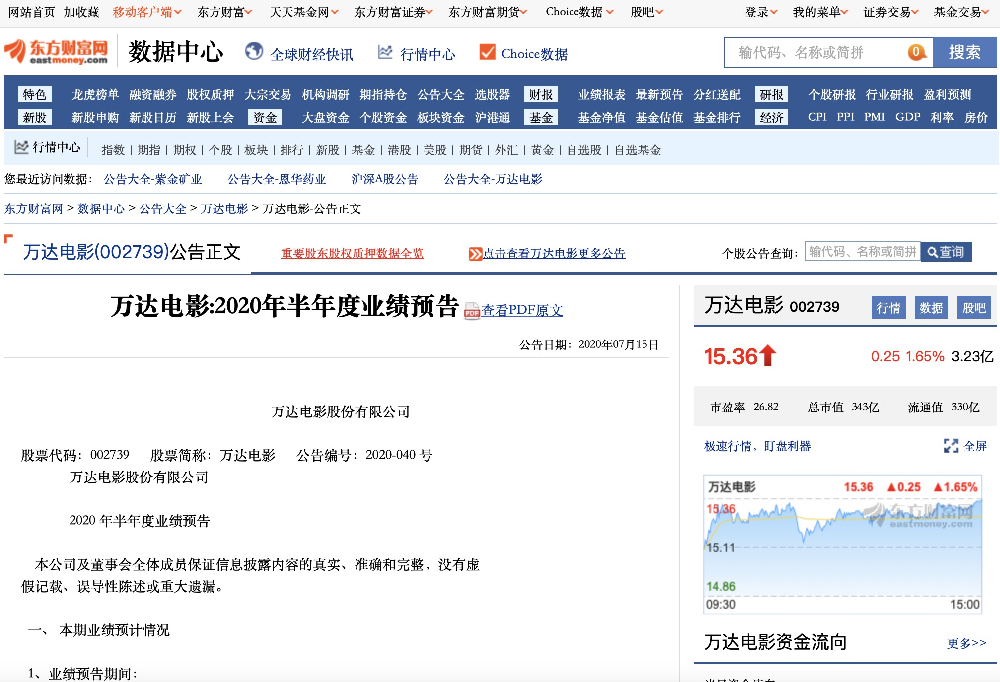 网站首页 加收藏 移动客户端 东方财富 天天基金网 东方财富证券 东方财富期货 Choice数据 股吧 登录 我的菜单 证券交易 基金交易
东方财富网 eastmoney.com 数据中心 全球财经快讯 行情中心 Choice数据 输代码、名称或简拼 0 搜索
特色 龙虎榜单 融资融券 股权质押 大宗交易 机构调研 期指持仓 公告大全 选股器 财报 业绩报表 最新预告 分红送配 研报 个股研报 行业研报 盈利预测
新股 新股申购 新股日历 新股上会 资金 大盘资金 个股资金 板块资金 沪港通 基金 基金净值 基金估值 基金排行 经济 CPI PPI PMI GDP 利率 房价
行情中心 指数 | 期指 | 期权 | 个股 | 板块 | 排行 | 新股 | 基金 | 港股 | 美股 | 期货 | 外汇 | 黄金 | 自选股 | 自选基金
您最近访问数据： 公告大全-紫金矿业 公告大全-恩华药业 沪深A股公告 公告大全-万达电影
东方财富网 > 数据中心 > 公告大全 > 万达电影 > 万达电影-公告正文
万达电影(002739)公告正文 重要股东股权质押数据全览 点击查看万达电影更多公告 个股公告查询： 输代码、名称或简拼 查询
万达电影:2020年半年度业绩预告 PDF 查看PDF原文
公告日期：2020年07月15日
万达电影股份有限公司
股票代码：002739 股票简称：万达电影 公告编号：2020-040 号
万达电影股份有限公司
2020 年半年度业绩预告
本公司及董事会全体成员保证信息披露内容的真实、准确和完整，没有虚
假记载、误导性陈述或重大遗漏。
一、 本期业绩预计情况
1、业绩预告期间：
万达电影 002739 行情 数据 股吧
15.36 0.25 1.65% 3.23亿
市盈率 26.82 总市值 343亿 流通值 330亿
极速行情，盯盘利器 全屏
万达电影 15.36 ▲0.25 ▲1.65%
15.36 东方财富网
eastmoney.com
15.11
14.86
09:30 15:00
万达电影资金流向 更多>>